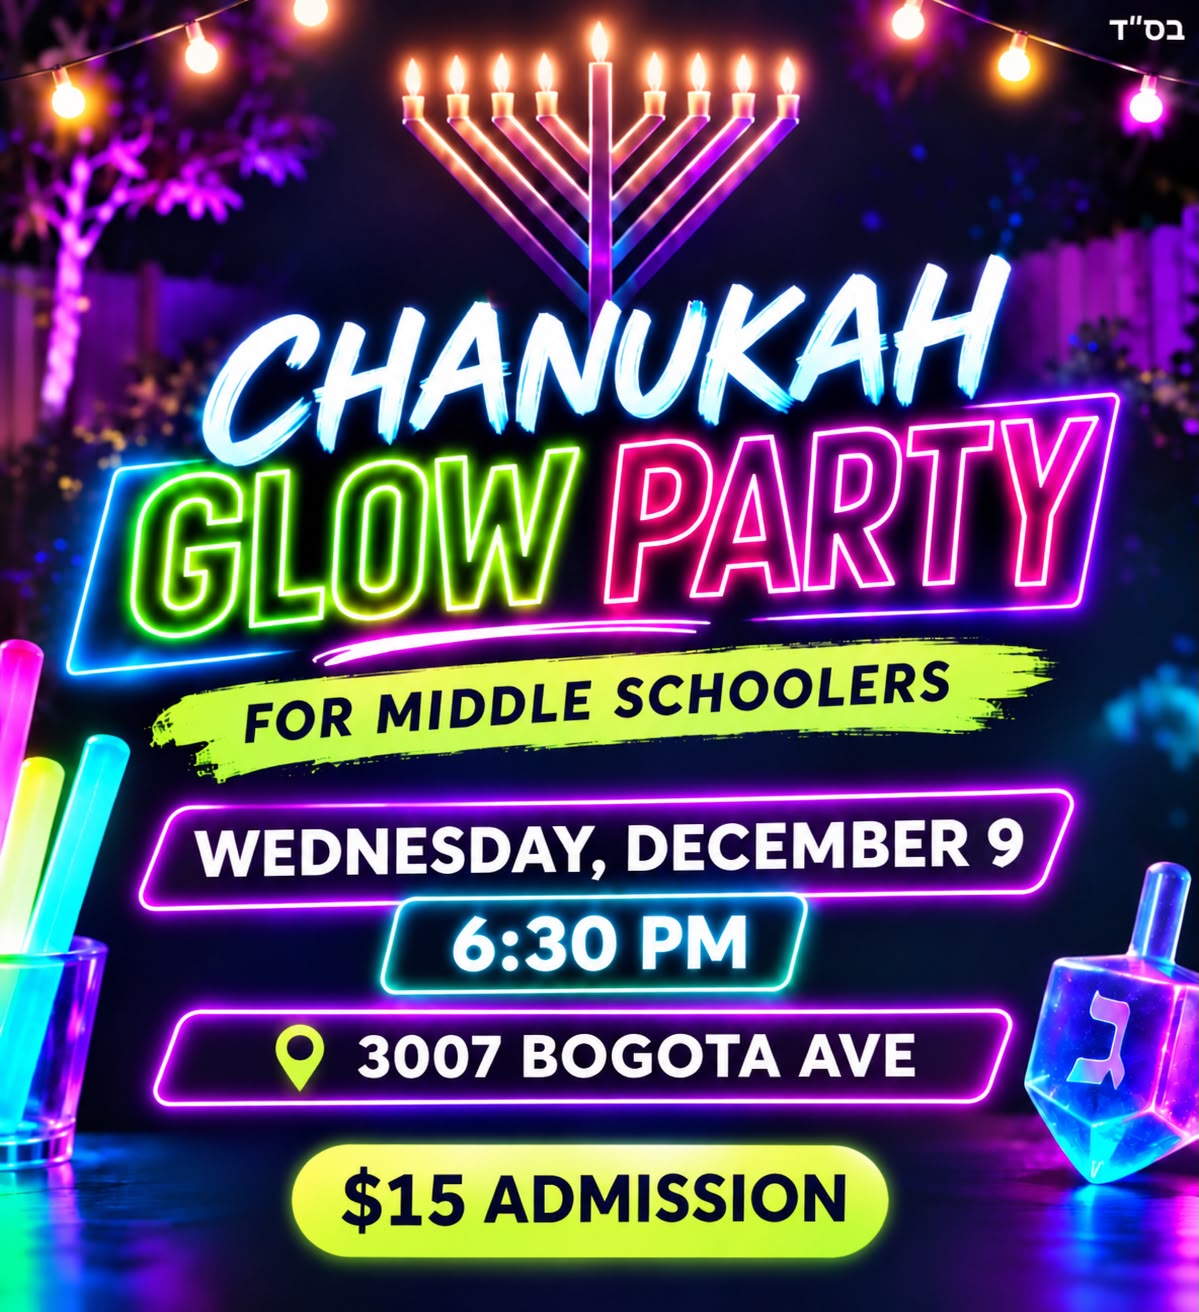 בס"ד
CHANUKAH
GLOW PARTY
FOR MIDDLE SCHOOLERS
WEDNESDAY, DECEMBER 9
6:30 PM
3007 BOGOTA AVE
$15 ADMISSION
ג